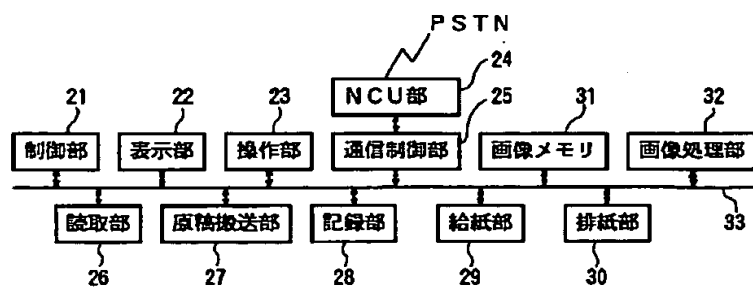 PSTN
24
NCU部
21 22 23 25 31 32
制御部 表示部 操作部 通信制御部 画像メモリ 画像処理部
33
読取部 原稿搬送部 記録部 給紙部 排紙部
26 27 28 29 30